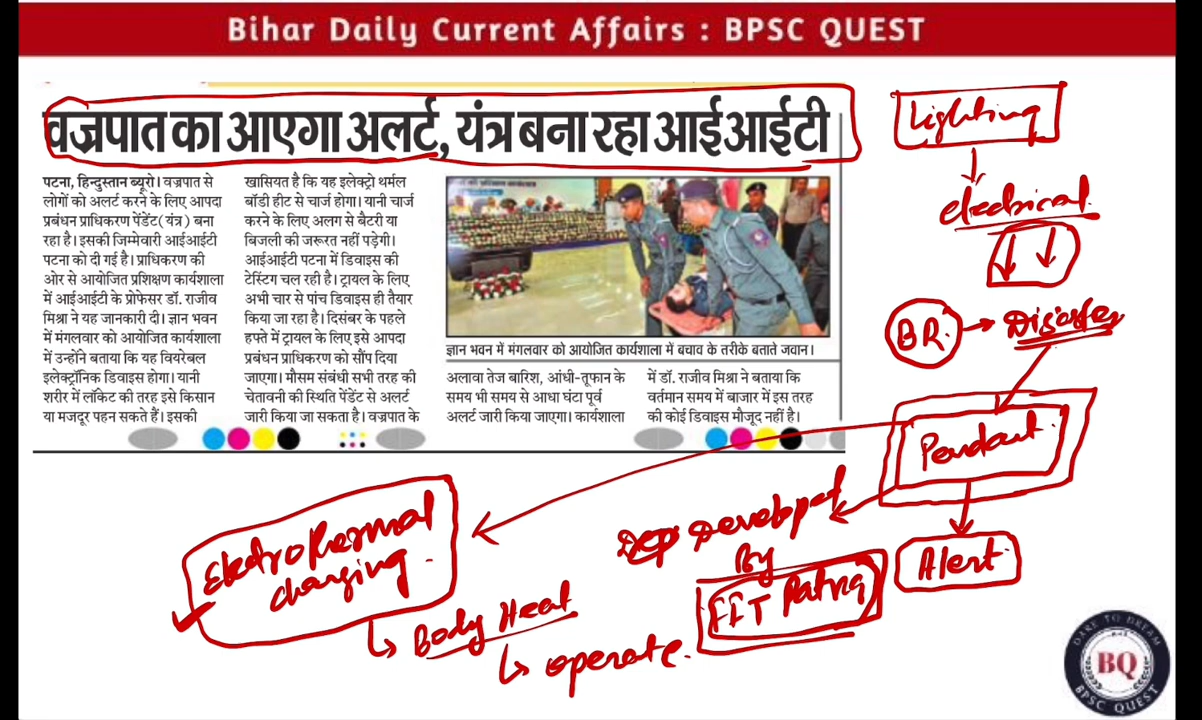 Bihar Daily Current Affairs : BPSC QUEST
वज्रपात का आएगा अलर्ट, यंत्र बना रहा आईआईटी
पटना, हिन्दुस्तान ब्यूरो। वज्रपात से
लोगों को अलर्ट करने के लिए आपदा
प्रबंधन प्राधिकरण पेंडेंट (यंत्र) बना
रहा है। इसकी जिम्मेवारी आईआईटी
पटना को दी गई है। प्राधिकरण की
ओर से आयोजित प्रशिक्षण कार्यशाला
में आईआईटी के प्रोफेसर डॉ. राजीव
मिश्रा ने यह जानकारी दी। ज्ञान भवन
में मंगलवार को आयोजित कार्यशाला
में उन्होंने बताया कि यह वियरेबल
इलेक्ट्रॉनिक डिवाइस होगा। यानी
शरीर में लॉकेट की तरह इसे किसान
या मजदूर पहन सकते हैं। इसकी
खासियत है कि यह इलेक्ट्रो थर्मल
बॉडी हीट से चार्ज होगा। यानी चार्ज
करने के लिए अलग से बैटरी या
बिजली की जरूरत नहीं पड़ेगी।
आईआईटी पटना में डिवाइस की
टेस्टिंग चल रही है। ट्रायल के लिए
अभी चार से पांच डिवाइस ही तैयार
किया जा रहा है। दिसंबर के पहले
हफ्ते में ट्रायल के लिए इसे आपदा
प्रबंधन प्राधिकरण को सौंप दिया
जाएगा। मौसम संबंधी सभी तरह की
चेतावनी की स्थिति पेंडेंट से अलर्ट
जारी किया जा सकता है। वज्रपात के
ज्ञान भवन में मंगलवार को आयोजित कार्यशाला में बचाव के तरीके बताते जवान।
अलावा तेज बारिश, आंधी-तूफान के
समय भी समय से आधा घंटा पूर्व
अलर्ट जारी किया जाएगा। कार्यशाला
में डॉ. राजीव मिश्रा ने बताया कि
वर्तमान समय में बाजार में इस तरह
की कोई डिवाइस मौजूद नहीं है।
Lighting
electrical
BR. → Disaster
Pendant.
Alert.
Developed
By
IIT Patna
Electrothermal
charging.
Body Heat
operate.
DARE TO DREAM
BQ
BPSC QUEST